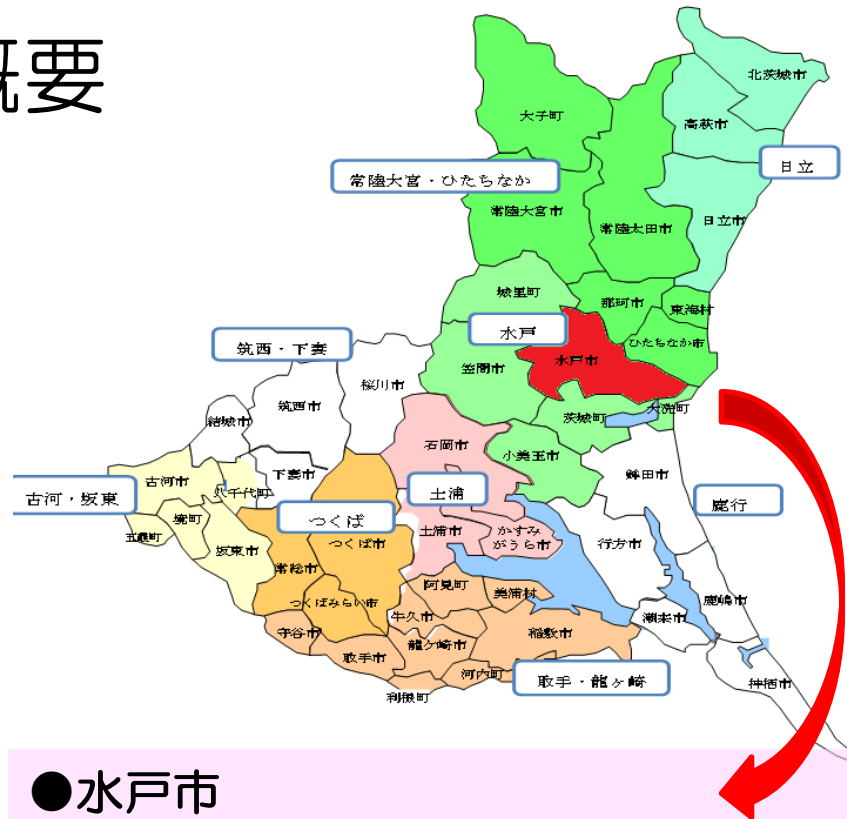 概要
北茨城市
大子町
高萩市
日立
常陸大宮・ひたちなか
常陸大宮市
常陸太田市
日立市
城里町
那珂市
東海村
水戸
ひたちなか市
筑西・下妻
笠間市
水戸市
桜川市
筑西市
結城市
茨城町
大洗町
石岡市
小美玉市
下妻市
鉾田市
古河市
八千代町
土浦
古河・坂東
鹿行
境町
つくば
五霞町
土浦市
かすみ
がうら市
つくば市
行方市
坂東市
常総市
阿見町
美浦村
つくばみらい市
鹿嶋市
牛久市
潮来市
守谷市
稲敷市
龍ヶ崎市
取手市
河内町
取手・龍ヶ崎
神栖市
利根町
●水戸市